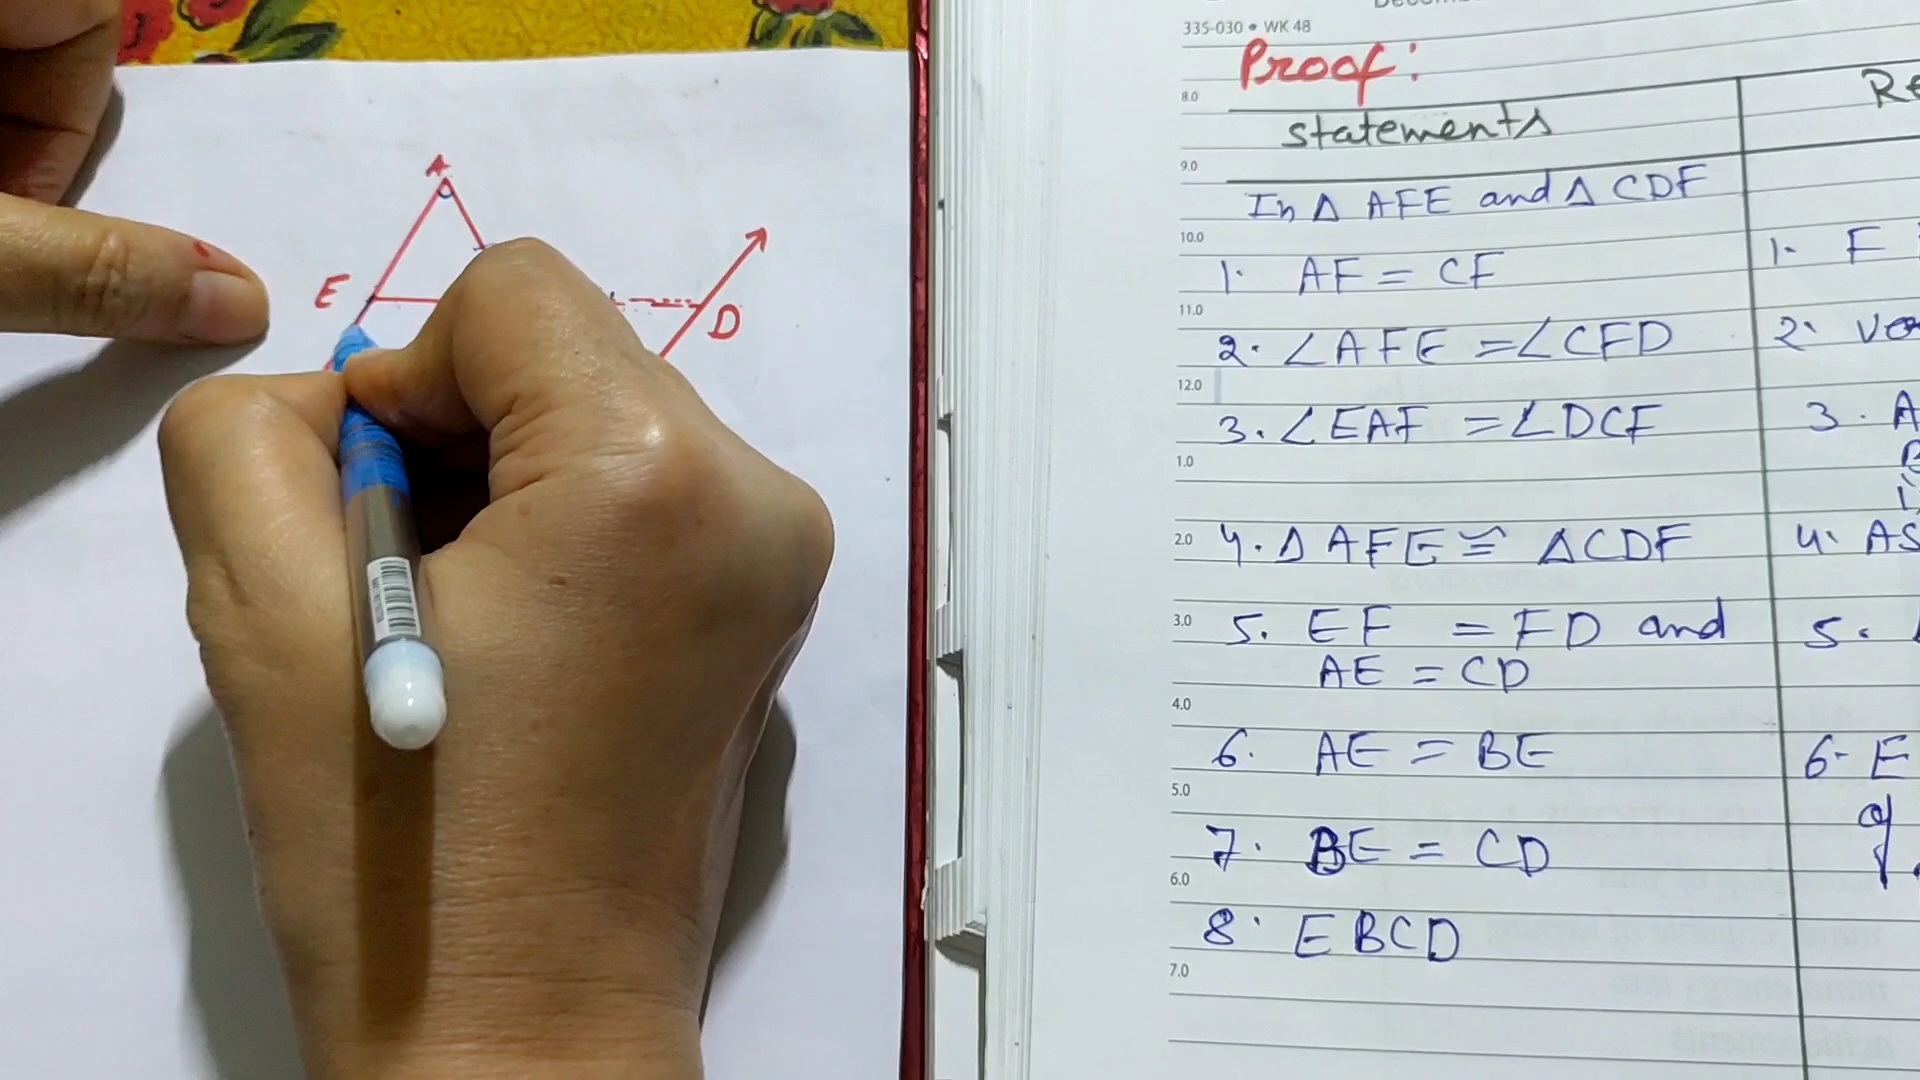 335-030 • WK 48
Proof:
Statements
8.0
In Δ AFE and Δ CDF
9.0
1. AF = CF
1. F
10.0
2. ∠AFE = ∠CFD
2.
11.0
3. ∠EAF = ∠DCF
3. A
12.0
1.0
4. Δ AFE ≅ ΔCDF
4. AS
2.0
5. EF = FD and
5.
3.0
AE = CD
4.0
6. AE = BE
6- E
5.0
of
7. BE = CD
6.0
8. EBCD
7.0
A
E
D